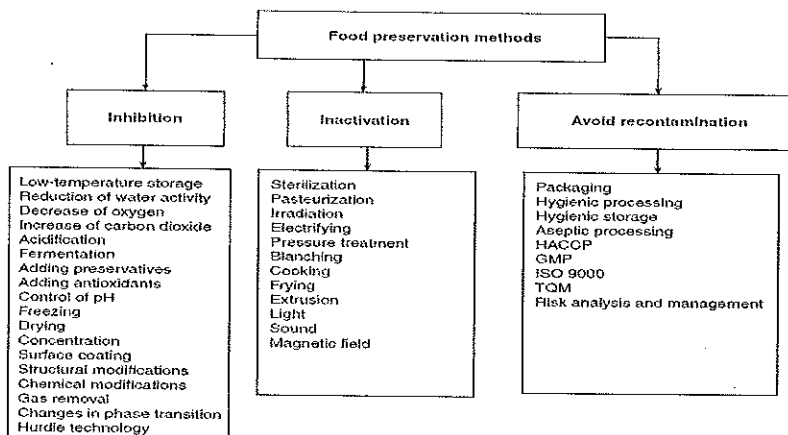 Food preservation methods
Inhibition
Inactivation
Avoid recontamination
Low-temperature storage
Reduction of water activity
Decrease of oxygen
Increase of carbon dioxide
Acidification
Fermentation
Adding preservatives
Adding antioxidants
Control of pH
Freezing
Drying
Concentration
Surface coating
Structural modifications
Chemical modifications
Gas removal
Changes in phase transition
Hurdle technology
Sterilization
Pasteurization
Irradiation
Electrifying
Pressure treatment
Blanching
Cooking
Frying
Extrusion
Light
Sound
Magnetic field
Packaging
Hygienic processing
Hygienic storage
Aseptic processing
HACCP
GMP
ISO 9000
TQM
Risk analysis and management